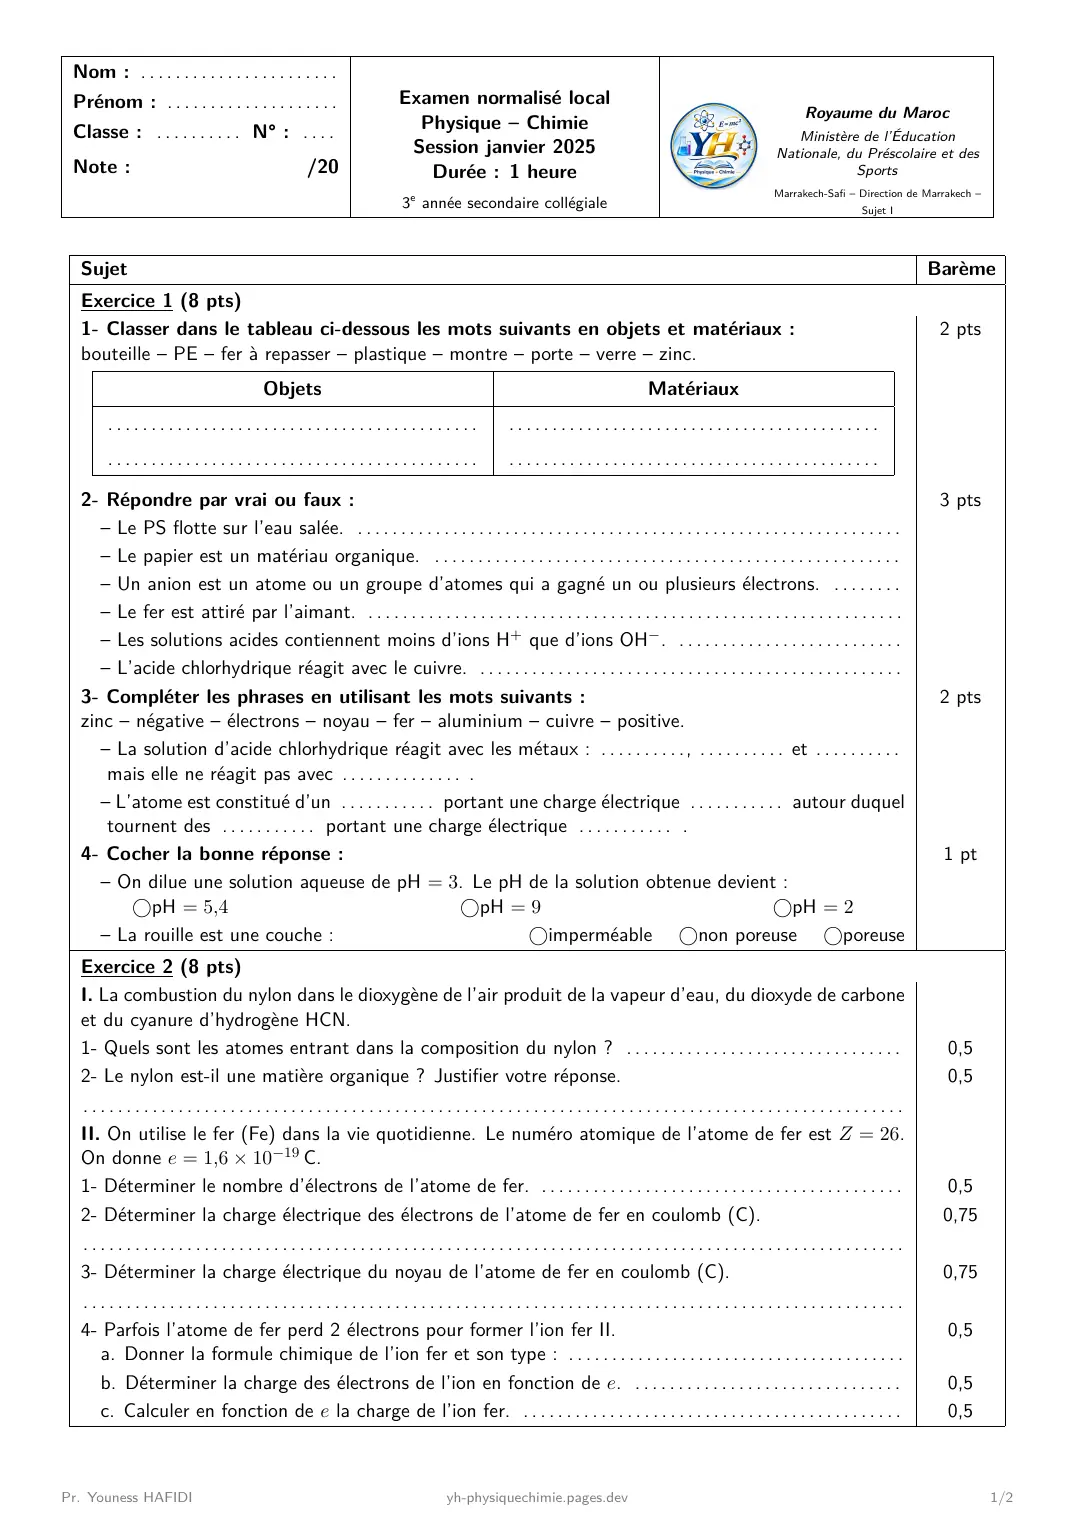 Nom : ......................
Prénom : ...................
Classe : .......... N° : ....
Note : /20
Examen normalisé local
Physique – Chimie
Session janvier 2025
Durée : 1 heure
3e année secondaire collégiale
E=mc²
YH
Physique - Chimie
Royaume du Maroc
Ministère de l'Éducation
Nationale, du Préscolaire et des
Sports
Marrakech-Safi – Direction de Marrakech –
Sujet I
Sujet Barème
Exercice 1 (8 pts)
1- Classer dans le tableau ci-dessous les mots suivants en objets et matériaux : 2 pts
bouteille – PE – fer à repasser – plastique – montre – porte – verre – zinc.
Objets Matériaux
........................................... ...........................................
........................................... ...........................................
2- Répondre par vrai ou faux : 3 pts
– Le PS flotte sur l'eau salée. ...............................................................
– Le papier est un matériau organique. ......................................................
– Un anion est un atome ou un groupe d'atomes qui a gagné un ou plusieurs électrons. ........
– Le fer est attiré par l'aimant. ..............................................................
– Les solutions acides contiennent moins d'ions H⁺ que d'ions OH⁻. ..........................
– L'acide chlorhydrique réagit avec le cuivre. .................................................
3- Compléter les phrases en utilisant les mots suivants : 2 pts
zinc – négative – électrons – noyau – fer – aluminium – cuivre – positive.
– La solution d'acide chlorhydrique réagit avec les métaux : .........., .......... et ..........
mais elle ne réagit pas avec .............. .
– L'atome est constitué d'un ........... portant une charge électrique ........... autour duquel
tournent des ........... portant une charge électrique ........... .
4- Cocher la bonne réponse : 1 pt
– On dilue une solution aqueuse de pH = 3. Le pH de la solution obtenue devient :
◯pH = 5,4 ◯pH = 9 ◯pH = 2
– La rouille est une couche : ◯imperméable ◯non poreuse ◯poreuse
Exercice 2 (8 pts)
I. La combustion du nylon dans le dioxygène de l'air produit de la vapeur d'eau, du dioxyde de carbone
et du cyanure d'hydrogène HCN.
1- Quels sont les atomes entrant dans la composition du nylon ? ................................ 0,5
2- Le nylon est-il une matière organique ? Justifier votre réponse. 0,5
...............................................................................................
II. On utilise le fer (Fe) dans la vie quotidienne. Le numéro atomique de l'atome de fer est Z = 26.
On donne e = 1,6 × 10⁻¹⁹ C.
1- Déterminer le nombre d'électrons de l'atome de fer. .......................................... 0,5
2- Déterminer la charge électrique des électrons de l'atome de fer en coulomb (C). 0,75
...............................................................................................
3- Déterminer la charge électrique du noyau de l'atome de fer en coulomb (C). 0,75
...............................................................................................
4- Parfois l'atome de fer perd 2 électrons pour former l'ion fer II. 0,5
a. Donner la formule chimique de l'ion fer et son type : .......................................
b. Déterminer la charge des électrons de l'ion en fonction de e. ............................... 0,5
c. Calculer en fonction de e la charge de l'ion fer. ............................................ 0,5
Pr. Youness HAFIDI yh-physiquechimie.pages.dev 1/2